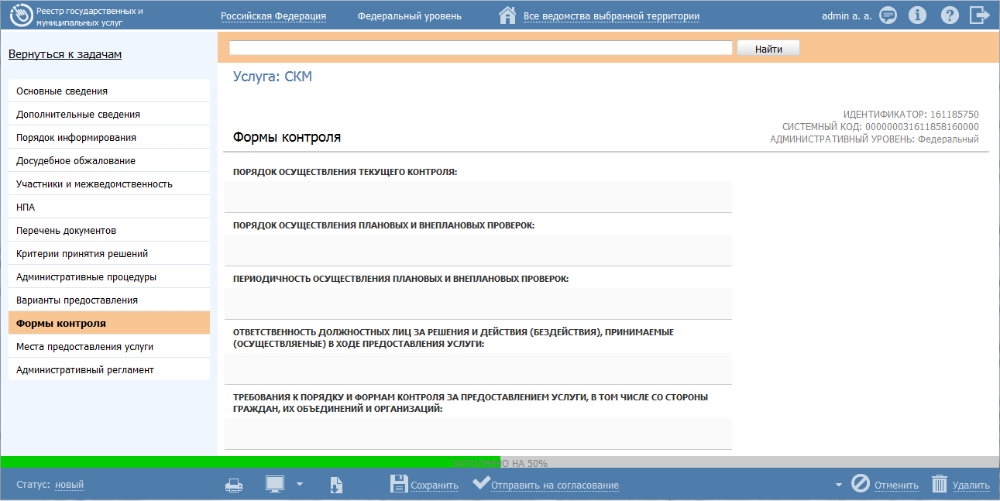 Реестр государственных и
муниципальных услуг
Российская Федерация
Федеральный уровень
Все ведомства выбранной территории
admin a. a.
Вернуться к задачам
Найти
Услуга: СКМ
ИДЕНТИФИКАТОР: 161185750
СИСТЕМНЫЙ КОД: 000000031611858160000
АДМИНИСТРАТИВНЫЙ УРОВЕНЬ: Федеральный
Основные сведения
Дополнительные сведения
Порядок информирования
Досудебное обжалование
Участники и межведомственность
НПА
Перечень документов
Критерии принятия решений
Административные процедуры
Варианты предоставления
Формы контроля
Места предоставления услуги
Административный регламент
Формы контроля
ПОРЯДОК ОСУЩЕСТВЛЕНИЯ ТЕКУЩЕГО КОНТРОЛЯ:
ПОРЯДОК ОСУЩЕСТВЛЕНИЯ ПЛАНОВЫХ И ВНЕПЛАНОВЫХ ПРОВЕРОК:
ПЕРИОДИЧНОСТЬ ОСУЩЕСТВЛЕНИЯ ПЛАНОВЫХ И ВНЕПЛАНОВЫХ ПРОВЕРОК:
ОТВЕТСТВЕННОСТЬ ДОЛЖНОСТНЫХ ЛИЦ ЗА РЕШЕНИЯ И ДЕЙСТВИЯ (БЕЗДЕЙСТВИЯ), ПРИНИМАЕМЫЕ
(ОСУЩЕСТВЛЯЕМЫЕ) В ХОДЕ ПРЕДОСТАВЛЕНИЯ УСЛУГИ:
ТРЕБОВАНИЯ К ПОРЯДКУ И ФОРМАМ КОНТРОЛЯ ЗА ПРЕДОСТАВЛЕНИЕМ УСЛУГИ, В ТОМ ЧИСЛЕ СО СТОРОНЫ
ГРАЖДАН, ИХ ОБЪЕДИНЕНИЙ И ОРГАНИЗАЦИЙ:
ЗАПОЛНЕНО НА 50%
Статус: новый
Сохранить
Отправить на согласование
Отменить
Удалить